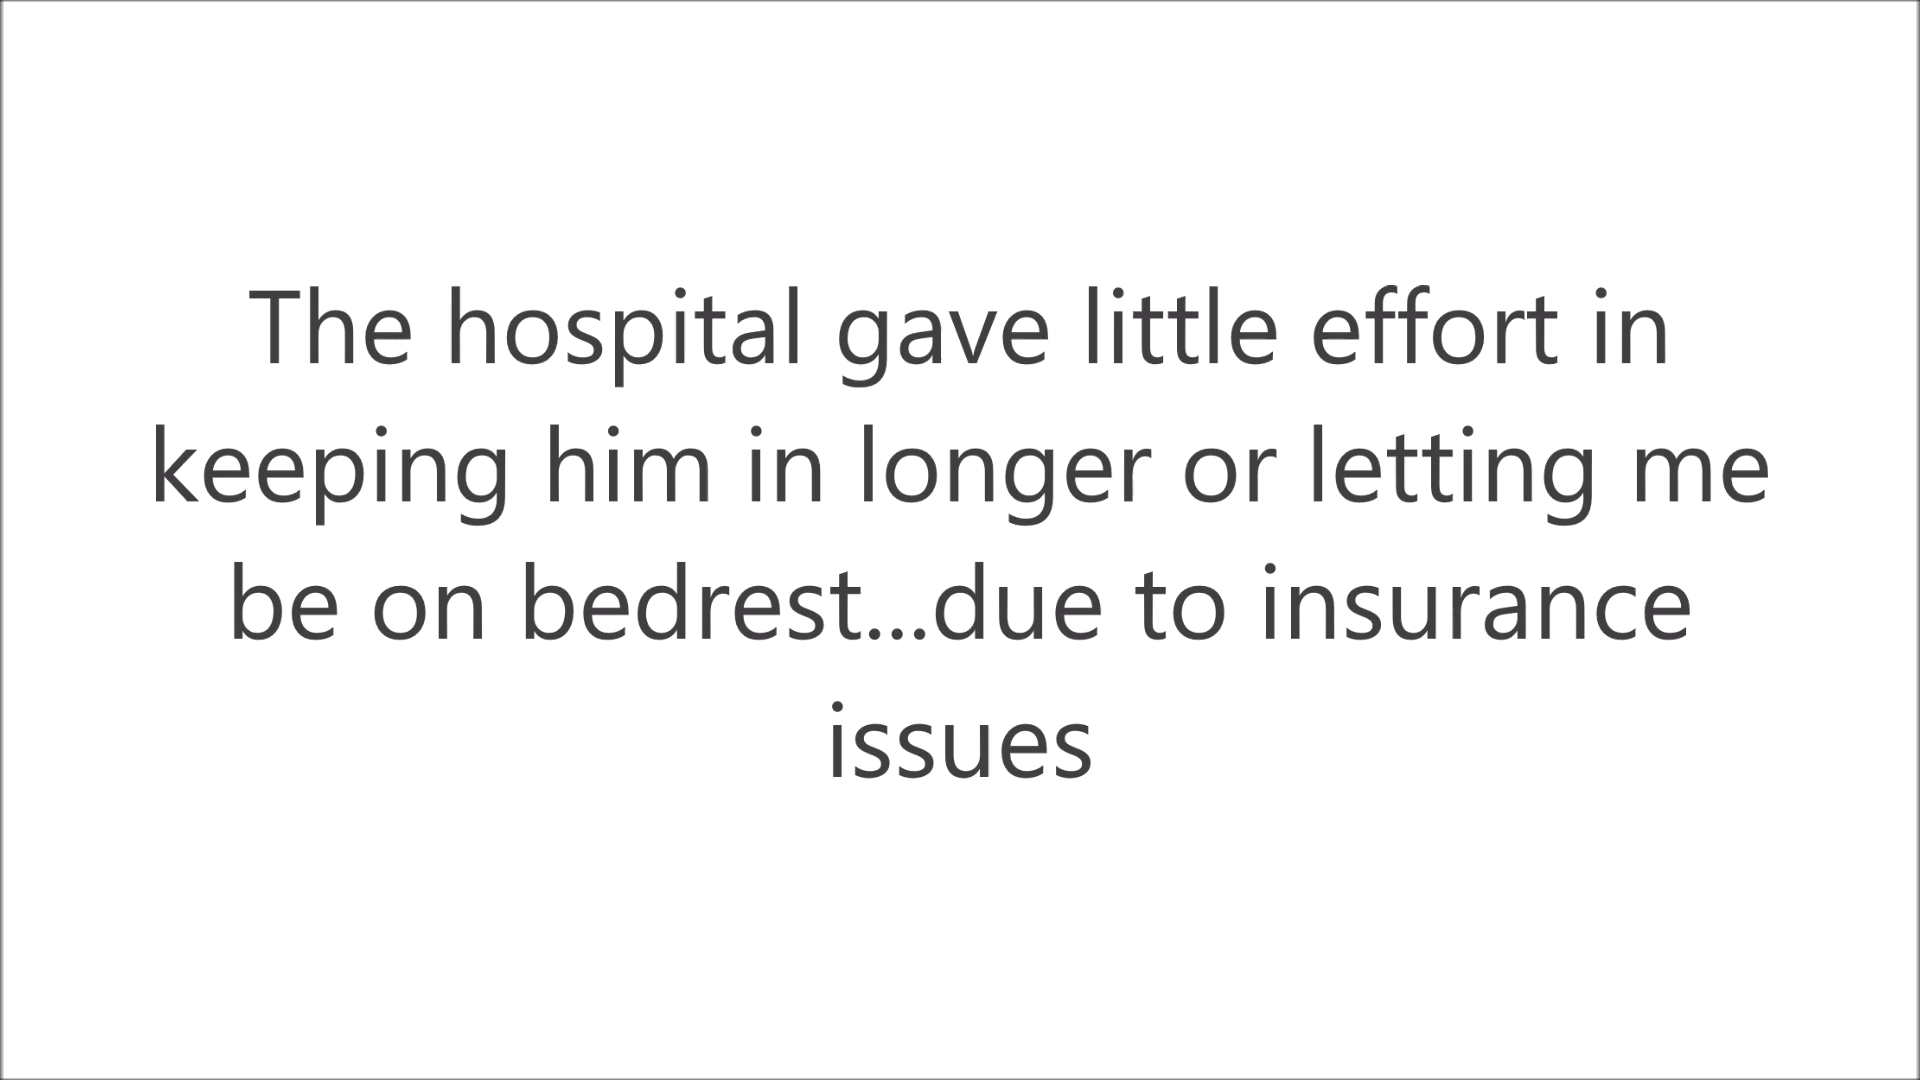 The hospital gave little effort in
keeping him in longer or letting me
be on bedrest...due to insurance
issues